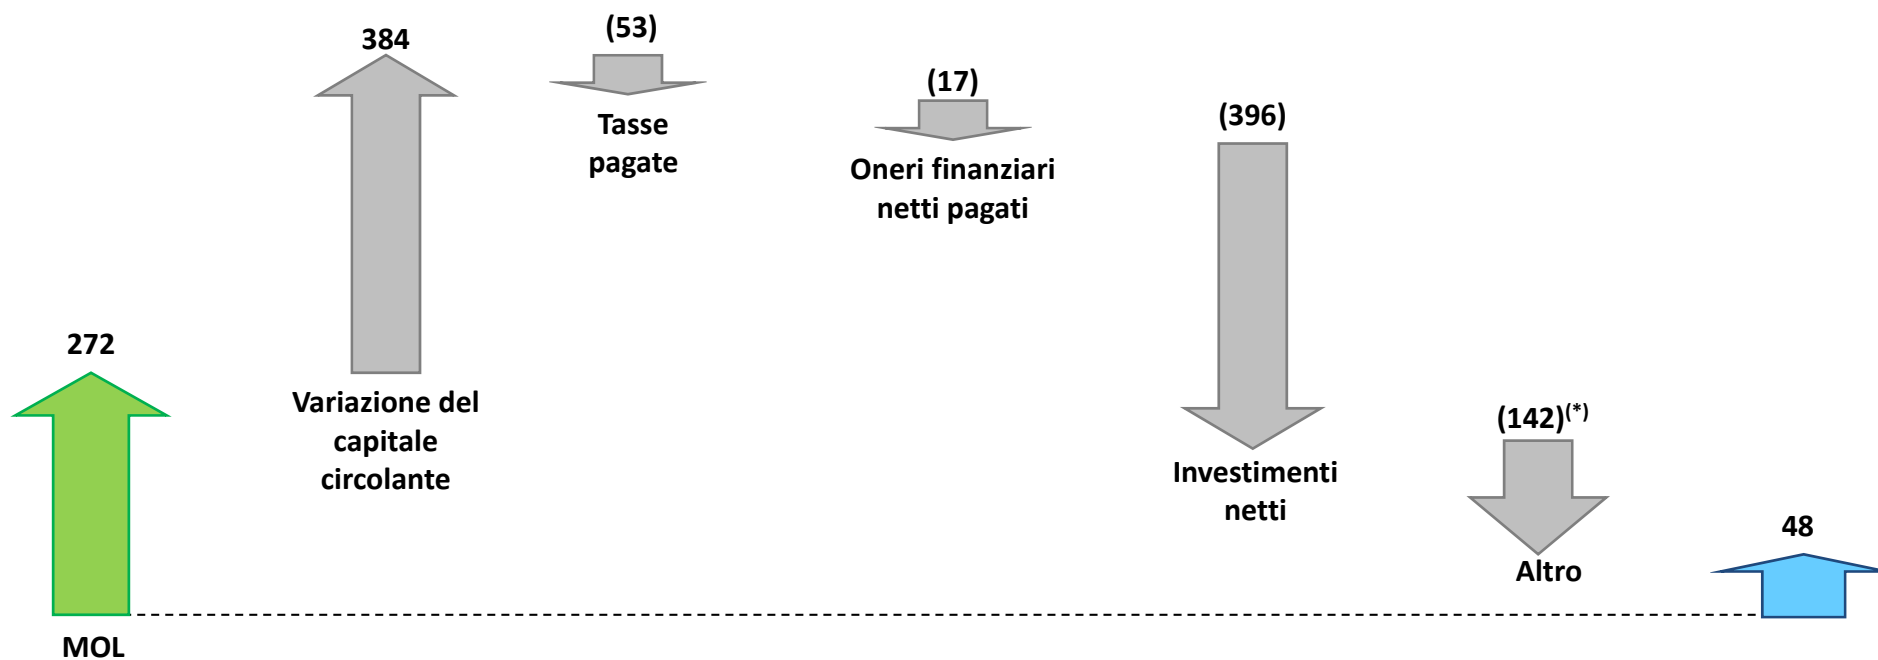 272
MOL
384
Variazione del
capitale
circolante
(53)
Tasse
pagate
(17)
Oneri finanziari
netti pagati
(396)
Investimenti
netti
(142)(*)
Altro
48